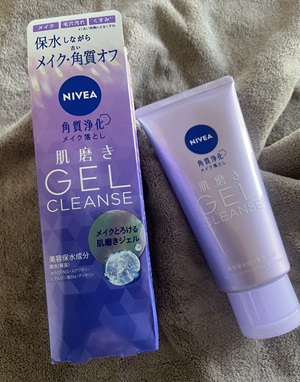 メイク 毛穴汚れ くすみ*
保水しながら
古い
メイク・角質オフ
NIVEA
角質浄化
メイク落とし
肌磨き
GEL
CLEANSE
メイクとろける
肌磨きジェル
美容保水成分
NIVEA
角質浄化
メイク落とし
肌磨き
GEL
CLEANSE